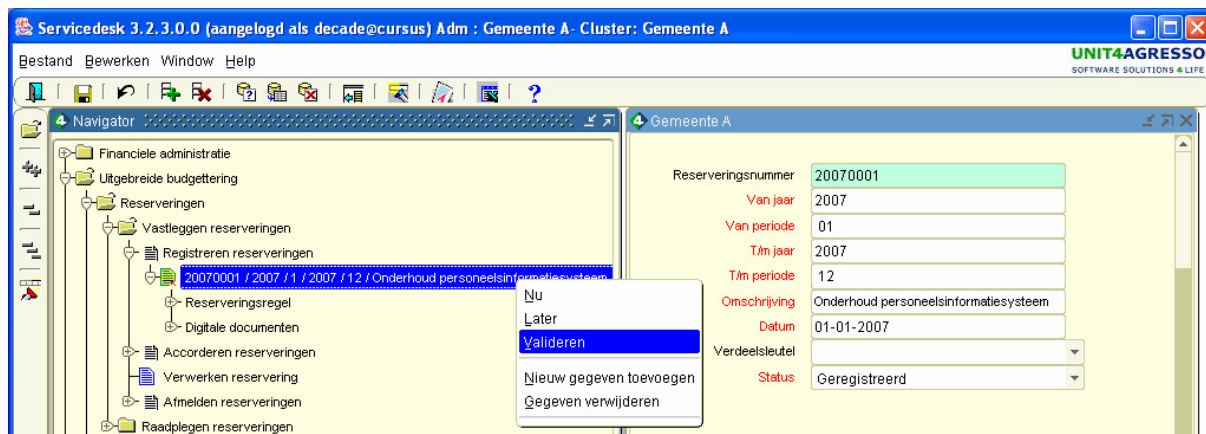 Servicedesk 3.2.3.0.0 (aangelogd als decade@cursus) Adm : Gemeente A- Cluster: Gemeente A
Bestand Bewerken Window Help
UNIT4AGRESSO
SOFTWARE SOLUTIONS 4 LIFE
4 Navigator
Financiele administratie
Uitgebreide budgettering
Reserveringen
Vastleggen reserveringen
Registreren reserveringen
20070001 / 2007 / 1 / 2007 / 12 / Onderhoud personeelsinformatiesysteem
Reserveringsregel
Digitale documenten
Accorderen reserveringen
Verwerken reservering
Afmelden reserveringen
Raadplegen reserveringen
Nu
Later
Valideren
Nieuw gegeven toevoegen
Gegeven verwijderen
4 Gemeente A
Reserveringsnummer 20070001
Van jaar 2007
Van periode 01
T/m jaar 2007
T/m periode 12
Omschrijving Onderhoud personeelsinformatiesysteem
Datum 01-01-2007
Verdeelsleutel
Status Geregistreerd